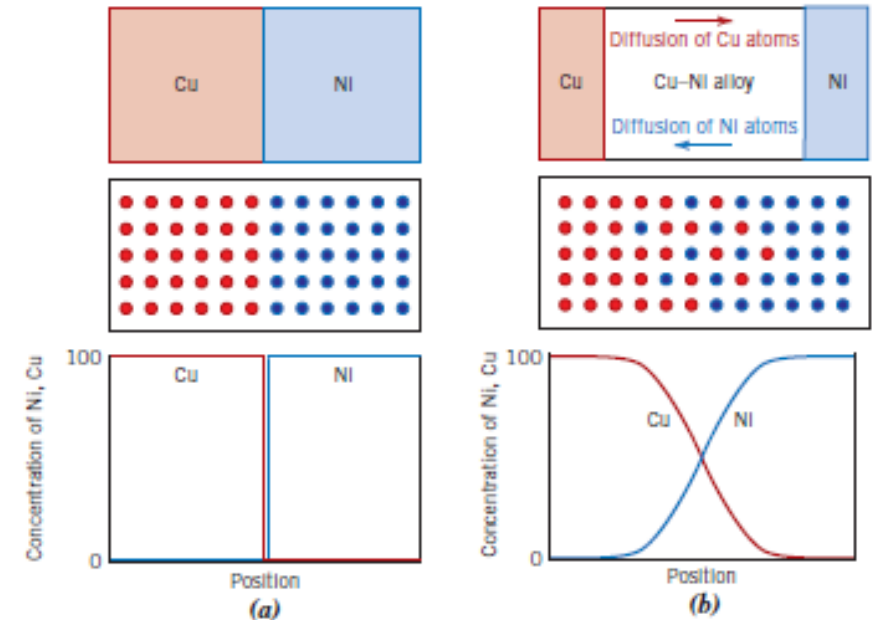 Cu
Ni
Diffusion of Cu atoms
Cu
Cu–Ni alloy
Ni
Diffusion of Ni atoms
Concentration of Ni, Cu
100
0
Cu
Ni
Position
(a)
Concentration of Ni, Cu
100
0
Cu
Ni
Position
(b)